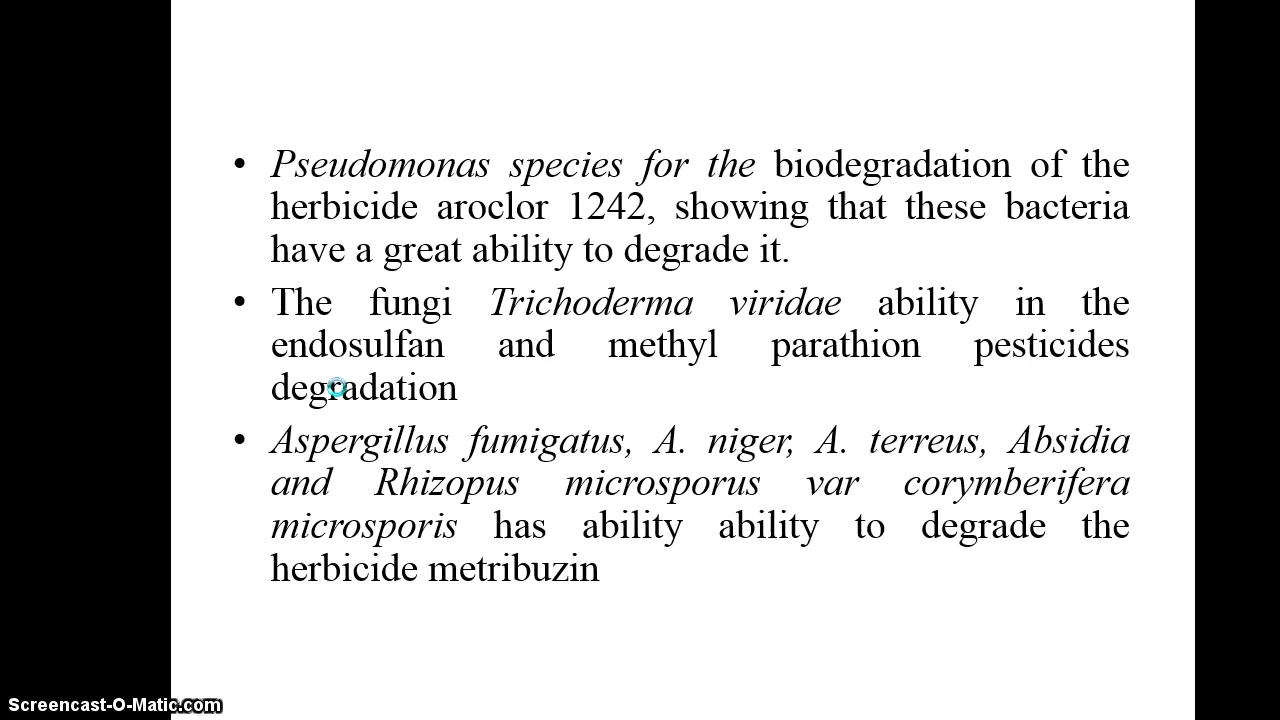 • Pseudomonas species for the biodegradation of the
herbicide aroclor 1242, showing that these bacteria
have a great ability to degrade it.
• The fungi Trichoderma viridae ability in the
endosulfan and methyl parathion pesticides
degradation
• Aspergillus fumigatus, A. niger, A. terreus, Absidia
and Rhizopus microsporus var corymberifera
microsporis has ability ability to degrade the
herbicide metribuzin
Screencast-O-Matic.com